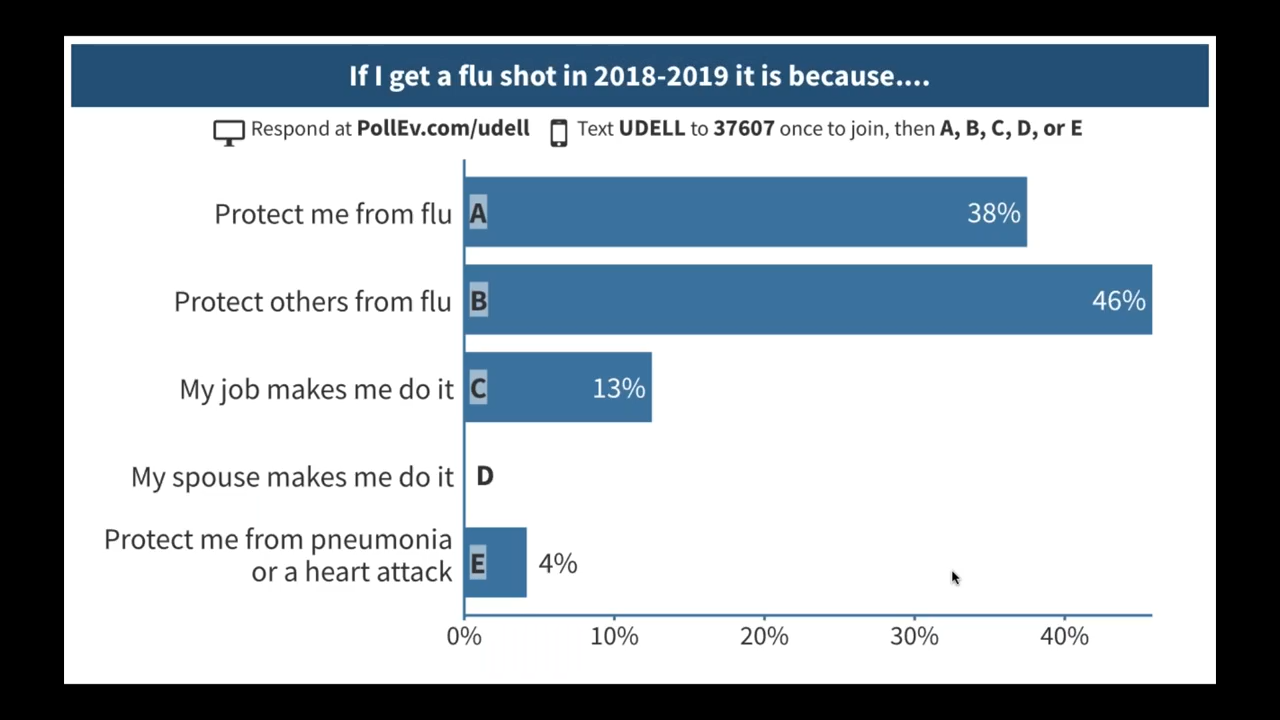 If I get a flu shot in 2018-2019 it is because....
Respond at PollEv.com/udell Text UDELL to 37607 once to join, then A, B, C, D, or E
Protect me from flu A 38%
Protect others from flu B 46%
My job makes me do it C 13%
My spouse makes me do it D
Protect me from pneumonia
or a heart attack E 4%
0% 10% 20% 30% 40%